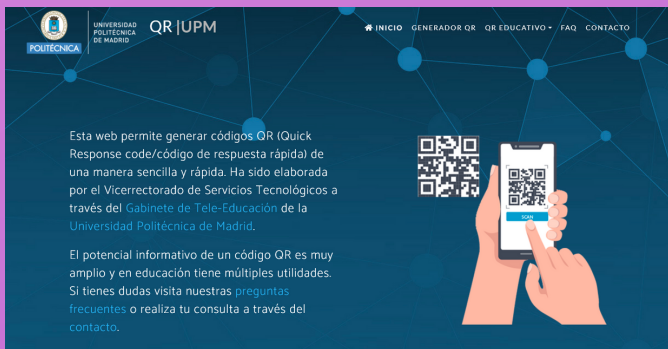 POLITÉCNICA
UNIVERSIDAD
POLITÉCNICA
DE MADRID
QR |UPM
INICIO GENERADOR QR QR EDUCATIVO FAQ CONTACTO
Esta web permite generar códigos QR (Quick
Response code/código de respuesta rápida) de
una manera sencilla y rápida. Ha sido elaborada
por el Vicerrectorado de Servicios Tecnológicos a
través del Gabinete de Tele-Educación de la
Universidad Politécnica de Madrid.
El potencial informativo de un código QR es muy
amplio y en educación tiene múltiples utilidades.
Si tienes dudas visita nuestras preguntas
frecuentes o realiza tu consulta a través del
contacto.
SCAN